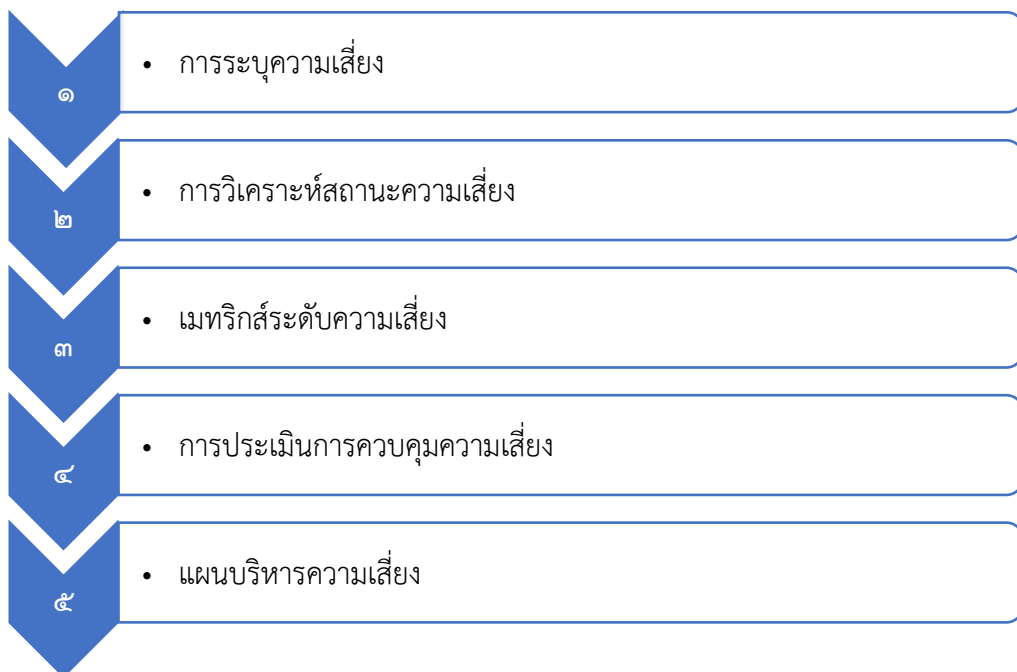 ๑
• การระบุความเสี่ยง
๒
• การวิเคราะห์สถานะความเสี่ยง
๓
• เมทริกส์ระดับความเสี่ยง
๔
• การประเมินการควบคุมความเสี่ยง
๕
• แผนบริหารความเสี่ยง